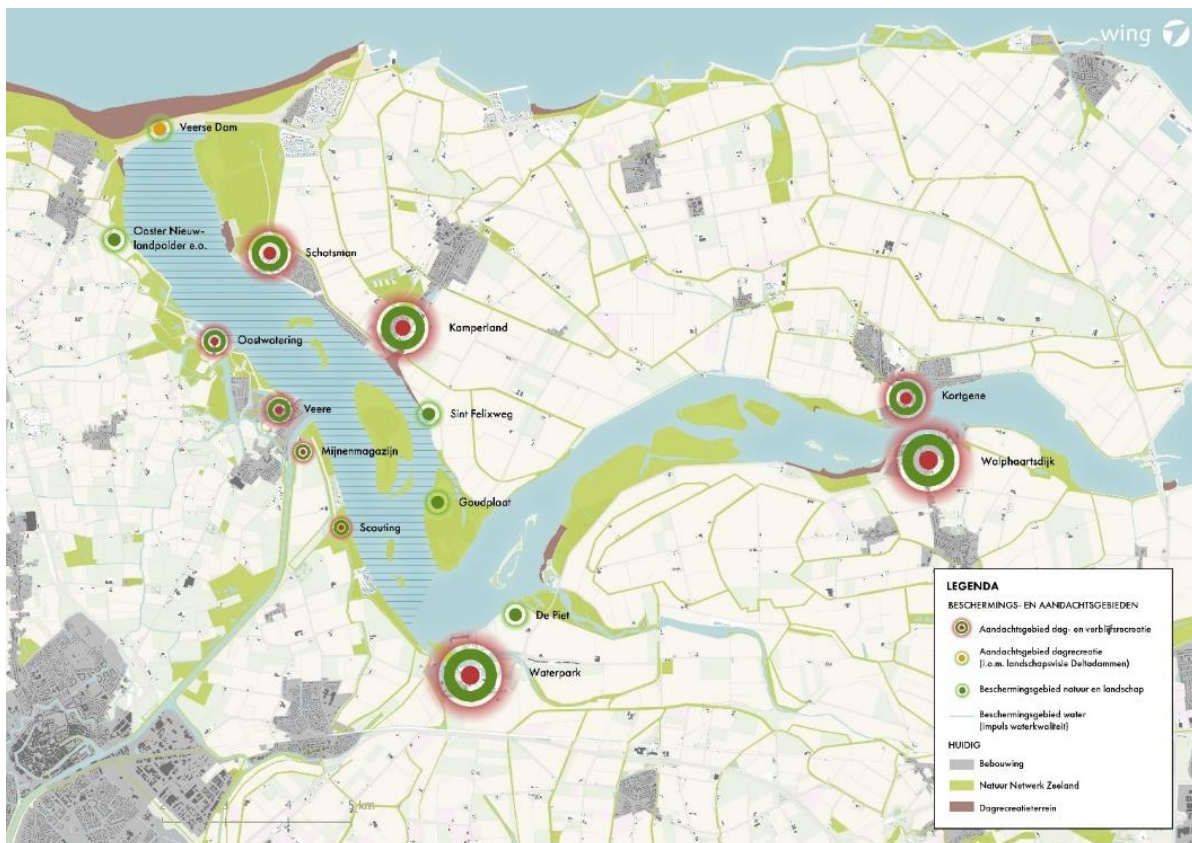 wing
Veerse Dam
Ooster Nieuw-
landpolder e.o.
Schotsman
Oostwatering
Kamperland
Veere
Sint Felixweg
Kortgene
Mijnenmagazijn
Wolphaartsdijk
Goudplaat
Scouting
De Piet
Waterpark
5 km
LEGENDA
BESCHERMINGS- EN AANDACHTSGEBIEDEN
Aandachtsgebied dag- en verblijfsrecreatie
Aandachtsgebied dagrecreatie
(i.o.m. landschapsvisie Deltadammen)
Beschermingsgebied natuur en landschap
Beschermingsgebied water
(impuls waterkwaliteit)
HUIDIG
Bebouwing
Natuur Netwerk Zeeland
Dagrecreatieterrein